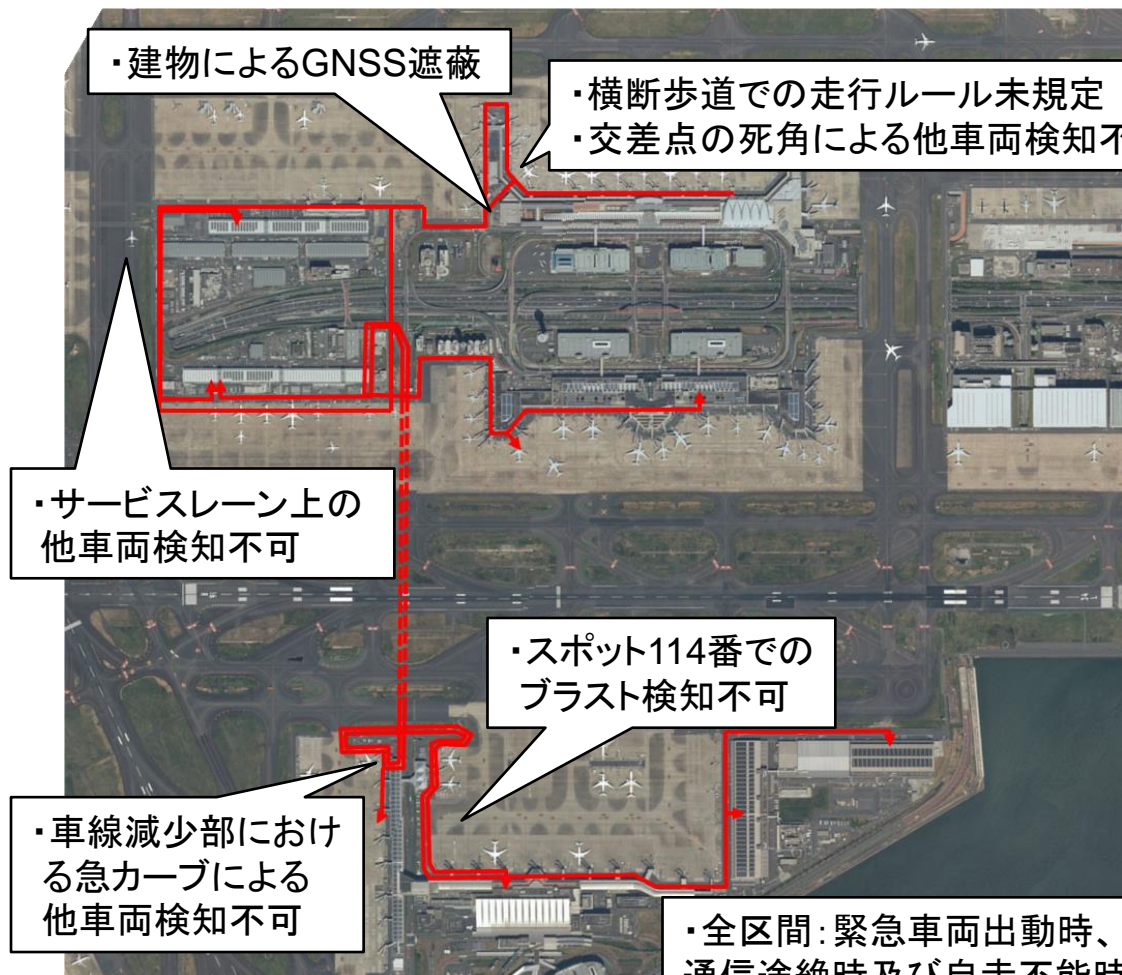 ・建物によるGNSS遮蔽
・横断歩道での走行ルール未規定
・交差点の死角による他車両検知不
・サービスレーン上の
他車両検知不可
・スポット114番での
ブラスト検知不可
・車線減少部におけ
る急カーブによる
他車両検知不可
・全区間：緊急車両出動時、
通信途絶時及び自走不能時